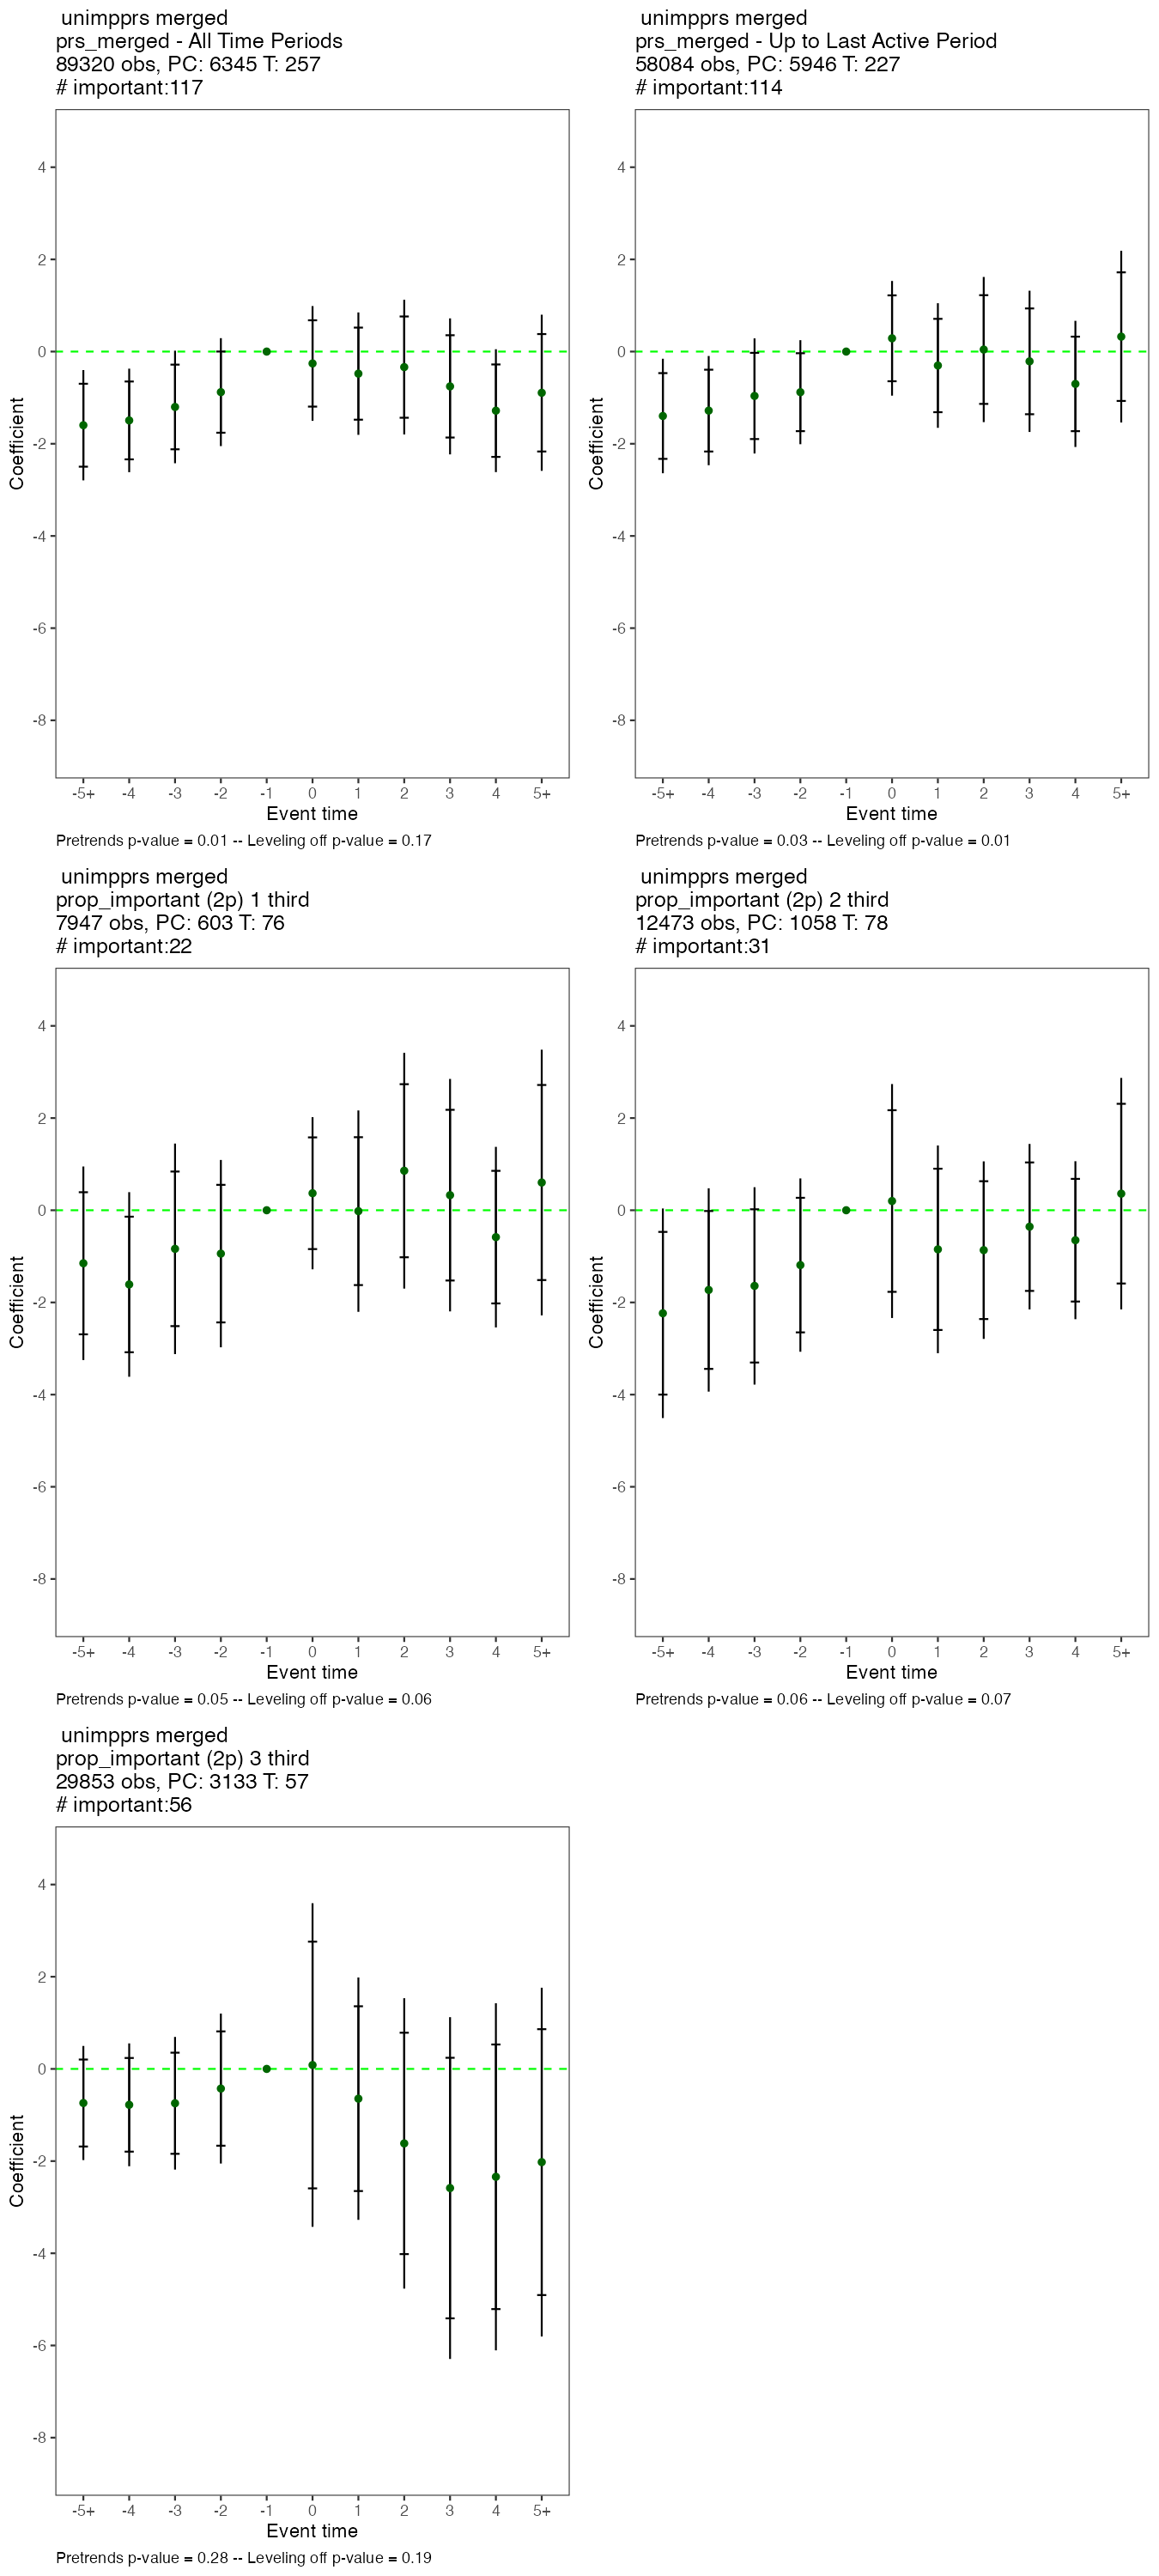 unimpprs merged
prs_merged - All Time Periods
89320 obs, PC: 6345 T: 257
# important:117
4
2
0
-2
-4
-6
-8
Coefficient
-5+ -4 -3 -2 -1 0 1 2 3 4 5+
Event time
Pretrends p-value = 0.01 -- Leveling off p-value = 0.17
unimpprs merged
prs_merged - Up to Last Active Period
58084 obs, PC: 5946 T: 227
# important:114
4
2
0
-2
-4
-6
-8
Coefficient
-5+ -4 -3 -2 -1 0 1 2 3 4 5+
Event time
Pretrends p-value = 0.03 -- Leveling off p-value = 0.01
unimpprs merged
prop_important (2p) 1 third
7947 obs, PC: 603 T: 76
# important:22
4
2
0
-2
-4
-6
-8
Coefficient
-5+ -4 -3 -2 -1 0 1 2 3 4 5+
Event time
Pretrends p-value = 0.05 -- Leveling off p-value = 0.06
unimpprs merged
prop_important (2p) 2 third
12473 obs, PC: 1058 T: 78
# important:31
4
2
0
-2
-4
-6
-8
Coefficient
-5+ -4 -3 -2 -1 0 1 2 3 4 5+
Event time
Pretrends p-value = 0.06 -- Leveling off p-value = 0.07
unimpprs merged
prop_important (2p) 3 third
29853 obs, PC: 3133 T: 57
# important:56
4
2
0
-2
-4
-6
-8
Coefficient
-5+ -4 -3 -2 -1 0 1 2 3 4 5+
Event time
Pretrends p-value = 0.28 -- Leveling off p-value = 0.19